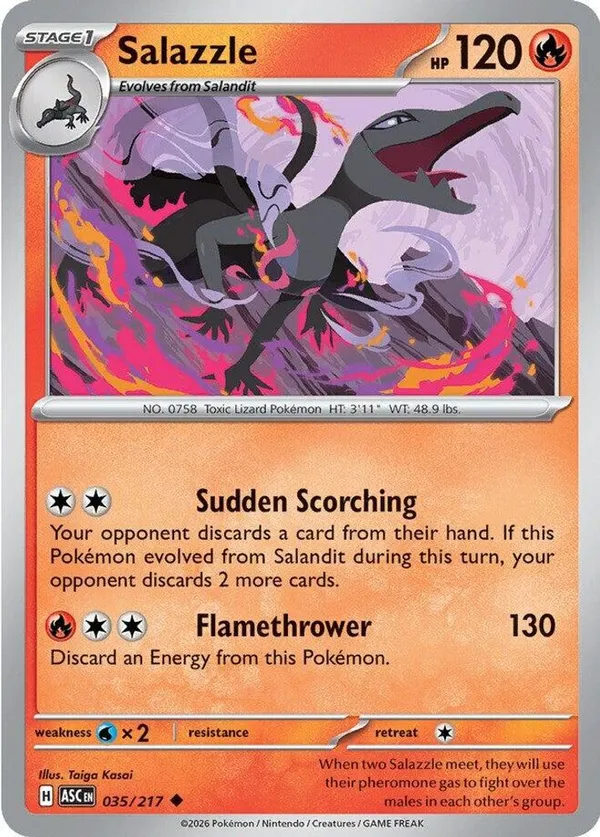 STAGE 1
Salazzle
HP 120
Evolves from Salandit
NO. 0758 Toxic Lizard Pokémon HT: 3'11" WT: 48.9 lbs.
Sudden Scorching
Your opponent discards a card from their hand. If this
Pokémon evolved from Salandit during this turn, your
opponent discards 2 more cards.
Flamethrower 130
Discard an Energy from this Pokémon.
weakness ×2 resistance retreat
Illus. Taiga Kasai
When two Salazzle meet, they will use
their pheromone gas to fight over the
males in each other's group.
H ASC EN 035/217
©2026 Pokémon / Nintendo / Creatures / GAME FREAK